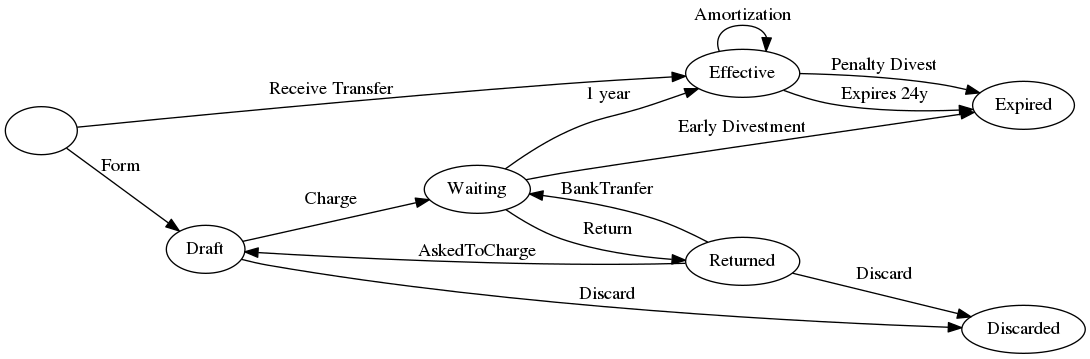 Amortization
Effective
Penalty Divest
Receive Transfer
1 year
Expires 24y
Expired
Early Divestment
Form
Waiting
BankTranfer
Charge
Return
Draft
AskedToCharge
Returned
Discard
Discard
Discarded